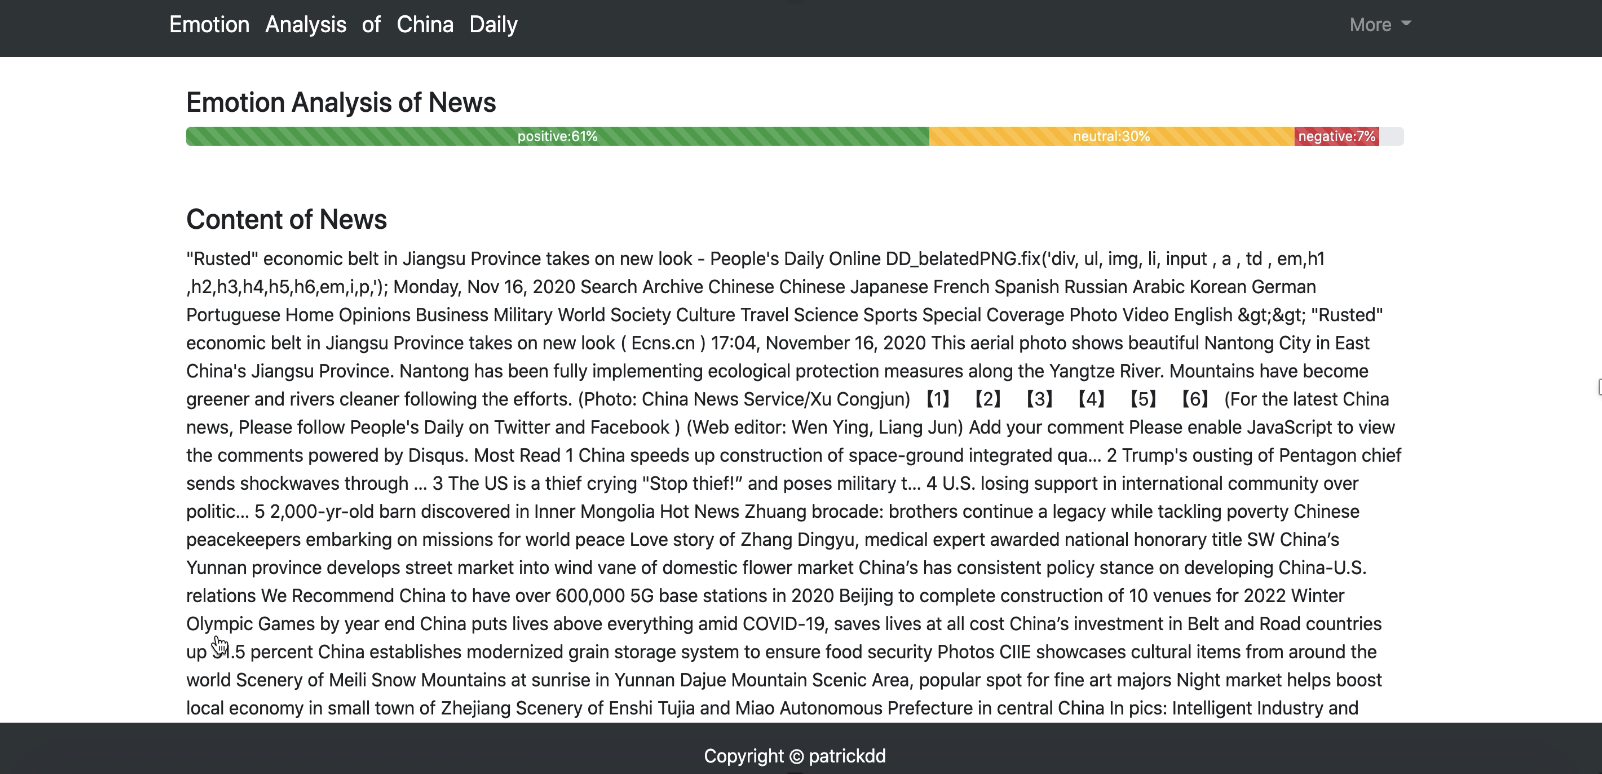 Emotion Analysis of China Daily
More
Emotion Analysis of News
positive:61%
neutral:30%
negative:7%
Content of News
"Rusted" economic belt in Jiangsu Province takes on new look - People's Daily Online DD_belatedPNG.fix('div, ul, img, li, input , a , td , em,h1
,h2,h3,h4,h5,h6,em,i,p,'); Monday, Nov 16, 2020 Search Archive Chinese Chinese Japanese French Spanish Russian Arabic Korean German
Portuguese Home Opinions Business Military World Society Culture Travel Science Sports Special Coverage Photo Video English &gt;&gt; "Rusted"
economic belt in Jiangsu Province takes on new look ( Ecns.cn ) 17:04, November 16, 2020 This aerial photo shows beautiful Nantong City in East
China's Jiangsu Province. Nantong has been fully implementing ecological protection measures along the Yangtze River. Mountains have become
greener and rivers cleaner following the efforts. (Photo: China News Service/Xu Congjun) 【1】 【2】 【3】 【4】 【5】 【6】 (For the latest China
news, Please follow People's Daily on Twitter and Facebook ) (Web editor: Wen Ying, Liang Jun) Add your comment Please enable JavaScript to view
the comments powered by Disqus. Most Read 1 China speeds up construction of space-ground integrated qua... 2 Trump's ousting of Pentagon chief
sends shockwaves through ... 3 The US is a thief crying "Stop thief!” and poses military t... 4 U.S. losing support in international community over
politic... 5 2,000-yr-old barn discovered in Inner Mongolia Hot News Zhuang brocade: brothers continue a legacy while tackling poverty Chinese
peacekeepers embarking on missions for world peace Love story of Zhang Dingyu, medical expert awarded national honorary title SW China’s
Yunnan province develops street market into wind vane of domestic flower market China’s has consistent policy stance on developing China-U.S.
relations We Recommend China to have over 600,000 5G base stations in 2020 Beijing to complete construction of 10 venues for 2022 Winter
Olympic Games by year end China puts lives above everything amid COVID-19, saves lives at all cost China’s investment in Belt and Road countries
up percent China establishes modernized grain storage system to ensure food security Photos CIIE showcases cultural items from around the
world Scenery of Meili Snow Mountains at sunrise in Yunnan Dajue Mountain Scenic Area, popular spot for fine art majors Night market helps boost
local economy in small town of Zhejiang Scenery of Enshi Tujia and Miao Autonomous Prefecture in central China In pics: Intelligent Industry and
Copyright © patrickdd